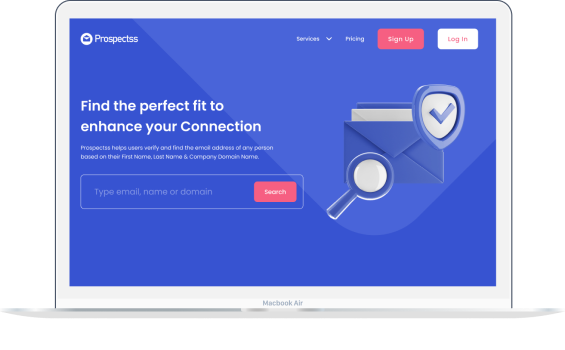 Prospectss
Services
Pricing
Sign Up
Log In
Find the perfect fit to
enhance your Connection
Prospectss helps users verify and find the email address of any person
based on their First Name, Last Name & Company Domain Name.
Type email, name or domain
Search
Macbook Air